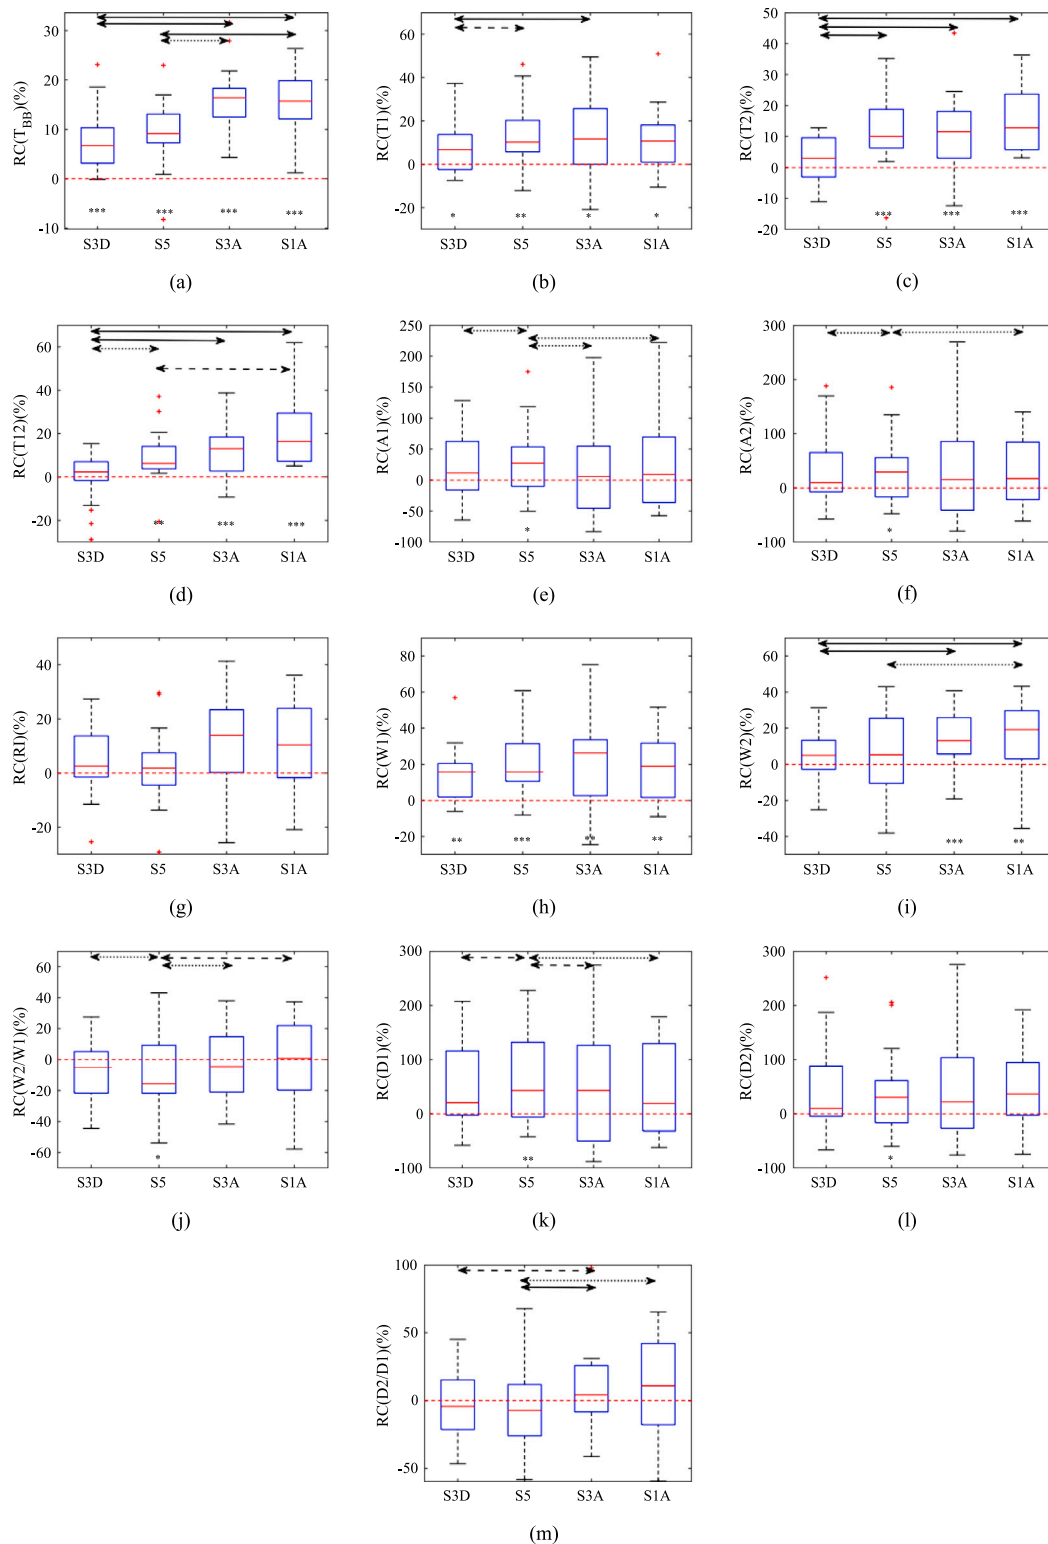 RC(T_BB)(%)
30
20
10
0
-10
*** *** *** ***
S3D S5 S3A S1A
(a)
RC(T1)(%)
60
40
20
0
-20
* ** * *
S3D S5 S3A S1A
(b)
RC(T2)(%)
50
40
30
20
10
0
10
20
*** *** ***
S3D S5 S3A S1A
(c)
RC(T12)(%)
60
40
20
0
-20
** *** ***
S3D S5 S3A S1A
(d)
RC(A1)(%)
250
200
150
100
50
0
-50
-100
*
S3D S5 S3A S1A
(e)
RC(A2)(%)
300
200
100
0
-100
*
S3D S5 S3A S1A
(f)
RC(RI)(%)
40
20
0
-20
S3D S5 S3A S1A
(g)
RC(W1)(%)
80
60
40
20
0
-20
** *** ** **
S3D S5 S3A S1A
(h)
RC(W2)(%)
60
40
20
0
-20
-40
*** **
S3D S5 S3A S1A
(i)
RC(W2/W1)(%)
60
40
20
0
-20
-40
-60
*
S3D S5 S3A S1A
(j)
RC(D1)(%)
300
200
100
0
-100
**
S3D S5 S3A S1A
(k)
RC(D2)(%)
300
200
100
0
-100
*
S3D S5 S3A S1A
(l)
RC(D2/D1)(%)
100
50
0
-50
S3D S5 S3A S1A
(m)